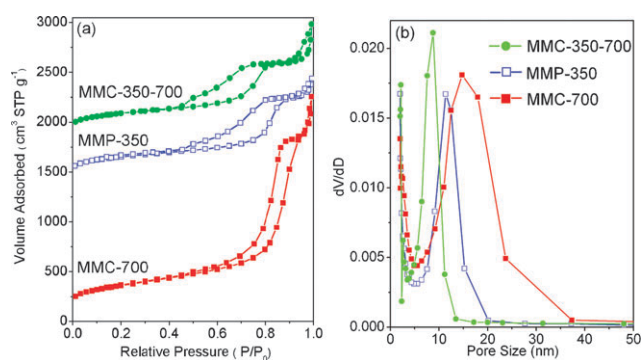 (a)
3000
2500
2000
1500
1000
500
0
Volume Adsorbed (cm³ STP g⁻¹)
MMC-350-700
MMP-350
MMC-700
0.0 0.2 0.4 0.6 0.8 1.0
Relative Pressure ( P/P₀)
(b)
0.020
0.015
0.010
0.005
0.000
dV/dD
MMC-350-700
MMP-350
MMC-700
0 10 20 30 40 50
Pore Size (nm)